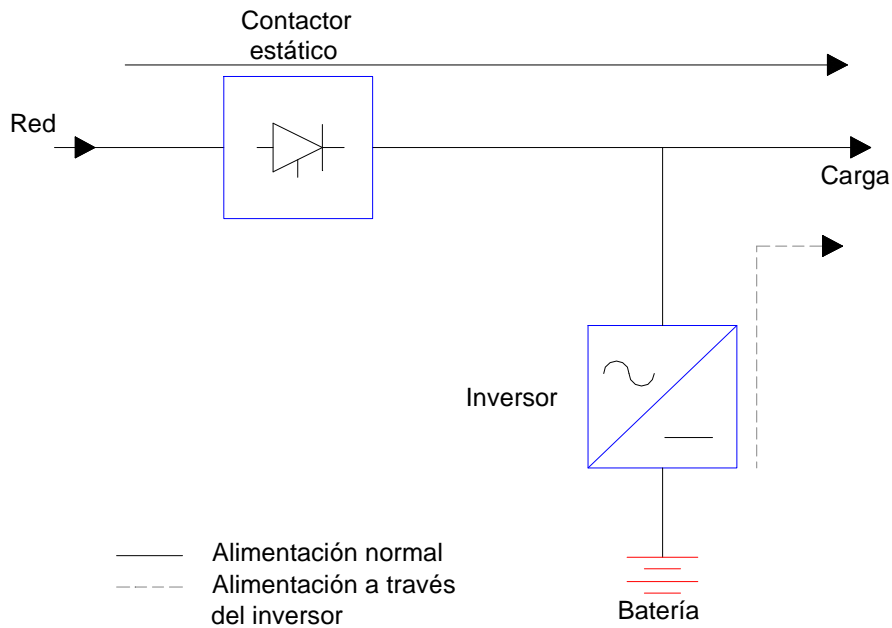 Contactor
estático
Red
Carga
Inversor
Alimentación normal
Alimentación a través
del inversor
Batería